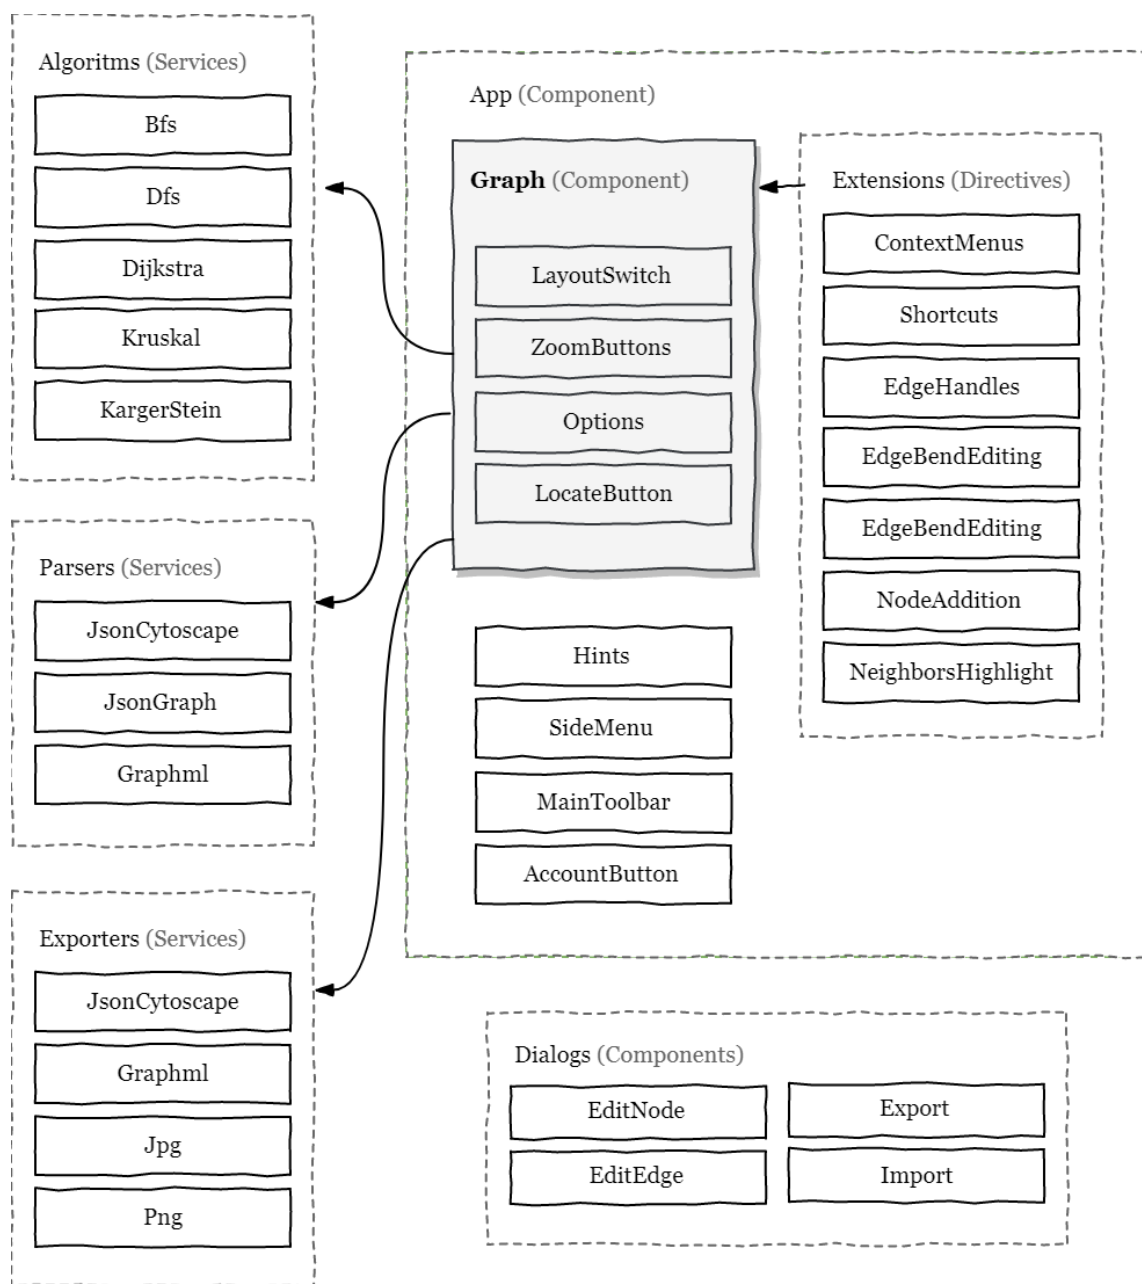 Algoritms (Services)
Bfs
Dfs
Dijkstra
Kruskal
KargerStein
Parsers (Services)
JsonCytoscape
JsonGraph
Graphml
Exporters (Services)
JsonCytoscape
Graphml
Jpg
Png
App (Component)
Graph (Component)
LayoutSwitch
ZoomButtons
Options
LocateButton
Hints
SideMenu
MainToolbar
AccountButton
Extensions (Directives)
ContextMenus
Shortcuts
EdgeHandles
EdgeBendEditing
EdgeBendEditing
NodeAddition
NeighborsHighlight
Dialogs (Components)
EditNode
Export
EditEdge
Import